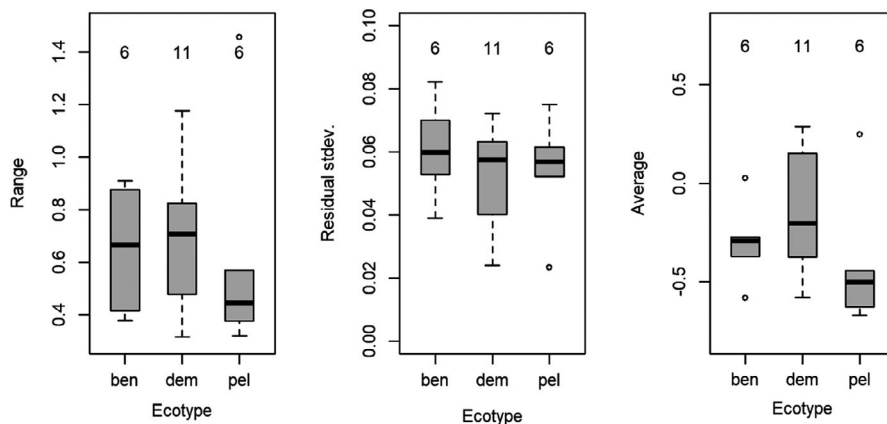 Range
1.4
1.2
1.0
0.8
0.6
0.4
6 11 6
ben dem pel
Ecotype
Residual stdev.
0.10
0.08
0.06
0.04
0.02
0.00
6 11 6
ben dem pel
Ecotype
Average
0.5
0.0
-0.5
6 11 6
ben dem pel
Ecotype